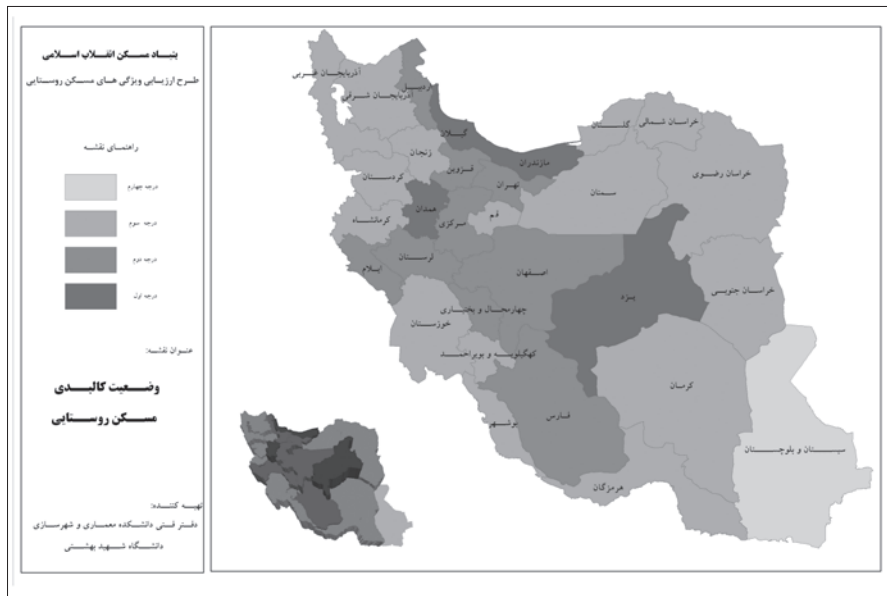 بنیاد مسکن انقلاب اسلامی
طرح ارزیابی ویژگی های مسکن روستایی
راهنمای نقشه
درجه چهارم
درجه سوم
درجه دوم
درجه اول
عنوان نقشه:
وضعیت کالبدی
مسکن روستایی
تهیه کننده:
دفتر فنی دانشکده معماری و شهرسازی
دانشگاه شهید بهشتی
آذربایجان غربی
آذربایجان شرقی
اردبیل
گیلان
زنجان
کردستان
قزوین
مازندران
تهران
گلستان
خراسان شمالی
خراسان رضوی
سمنان
همدان
کرمانشاه
مرکزی
قم
لرستان
ایلام
اصفهان
یزد
خراسان جنوبی
چهارمحال و بختیاری
خوزستان
کهگیلویه و بویراحمد
کرمان
فارس
بوشهر
سیستان و بلوچستان
هرمزگان